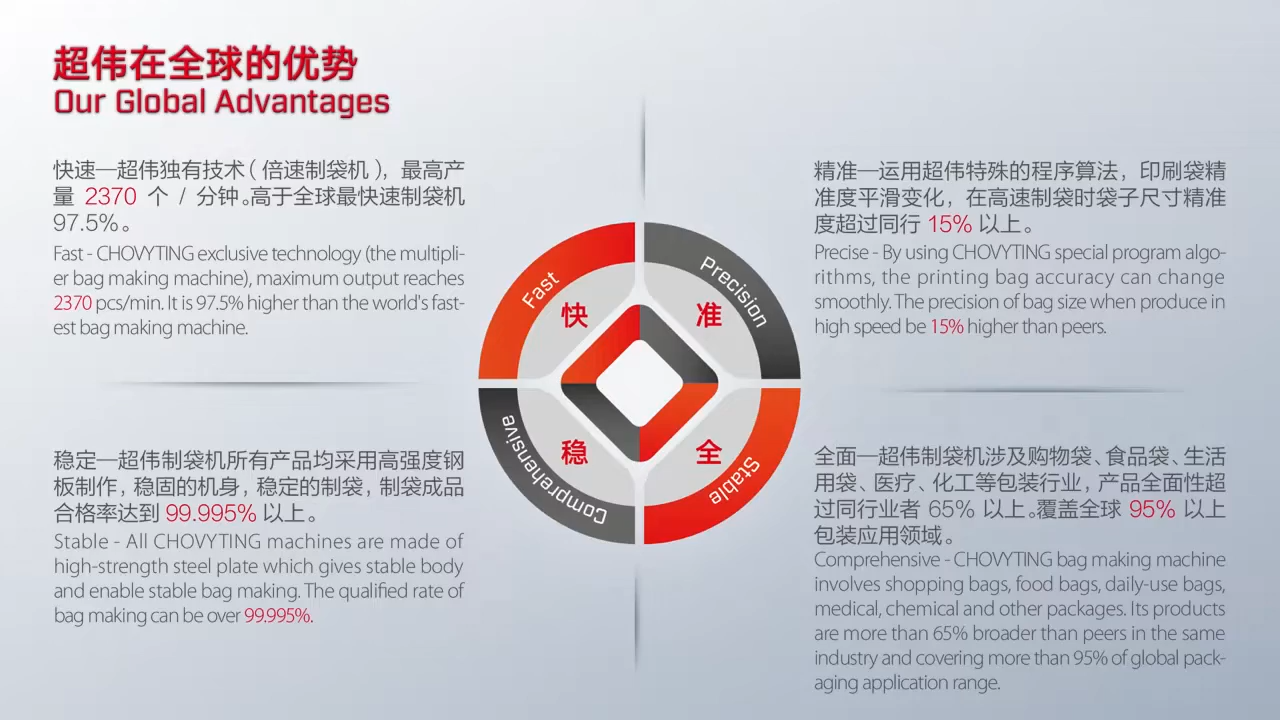 超伟在全球的优势
Our Global Advantages
快速—超伟独有技术（倍速制袋机），最高产
量 2370 个 / 分钟。高于全球最快速制袋机
97.5%。
Fast - CHOVYTING exclusive technology (the multipli-
er bag making machine), maximum output reaches
2370 pcs/min. It is 97.5% higher than the world's fast-
est bag making machine.
精准—运用超伟特殊的程序算法，印刷袋精
准度平滑变化，在高速制袋时袋子尺寸精准
度超过同行 15% 以上。
Precise - By using CHOVYTING special program algo-
rithms, the printing bag accuracy can change
smoothly. The precision of bag size when produce in
high speed be 15% higher than peers.
Fast
Precision
快
准
稳
全
Comprehensive
Stable
稳定—超伟制袋机所有产品均采用高强度钢
板制作，稳固的机身，稳定的制袋，制袋成品
合格率达到 99.995% 以上。
Stable - All CHOVYTING machines are made of
high-strength steel plate which gives stable body
and enable stable bag making. The qualified rate of
bag making can be over 99.995%.
全面—超伟制袋机涉及购物袋、食品袋、生活
用袋、医疗、化工等包装行业，产品全面性超
过同行业者 65% 以上。覆盖全球 95% 以上
包装应用领域。
Comprehensive - CHOVYTING bag making machine
involves shopping bags, food bags, daily-use bags,
medical, chemical and other packages. Its products
are more than 65% broader than peers in the same
industry and covering more than 95% of global pack-
aging application range.